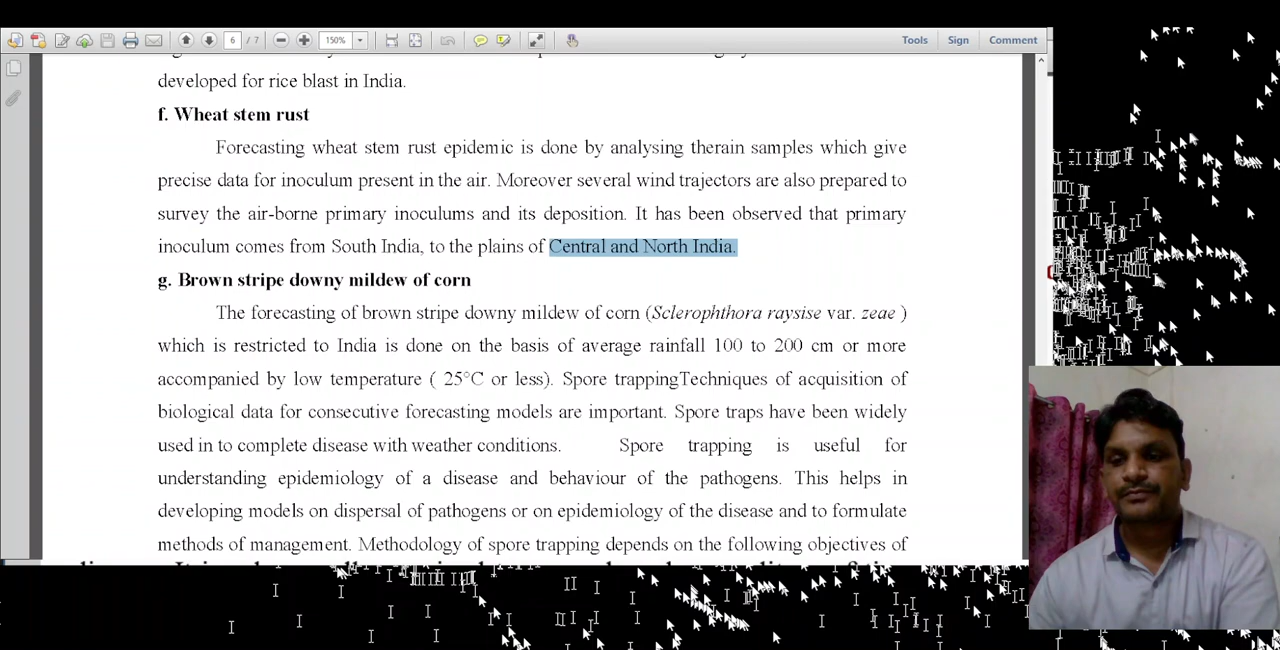 6 / 7
150%
Tools
Sign
Comment
developed for rice blast in India.
f. Wheat stem rust
Forecasting wheat stem rust epidemic is done by analysing therain samples which give
precise data for inoculum present in the air. Moreover several wind trajectors are also prepared to
survey the air-borne primary inoculums and its deposition. It has been observed that primary
inoculum comes from South India, to the plains of Central and North India.
g. Brown stripe downy mildew of corn
The forecasting of brown stripe downy mildew of corn (Sclerophthora raysise var. zeae )
which is restricted to India is done on the basis of average rainfall 100 to 200 cm or more
accompanied by low temperature ( 25°C or less). Spore trappingTechniques of acquisition of
biological data for consecutive forecasting models are important. Spore traps have been widely
used in to complete disease with weather conditions. Spore trapping is useful for
understanding epidemiology of a disease and behaviour of the pathogens. This helps in
developing models on dispersal of pathogens or on epidemiology of the disease and to formulate
methods of management. Methodology of spore trapping depends on the following objectives of